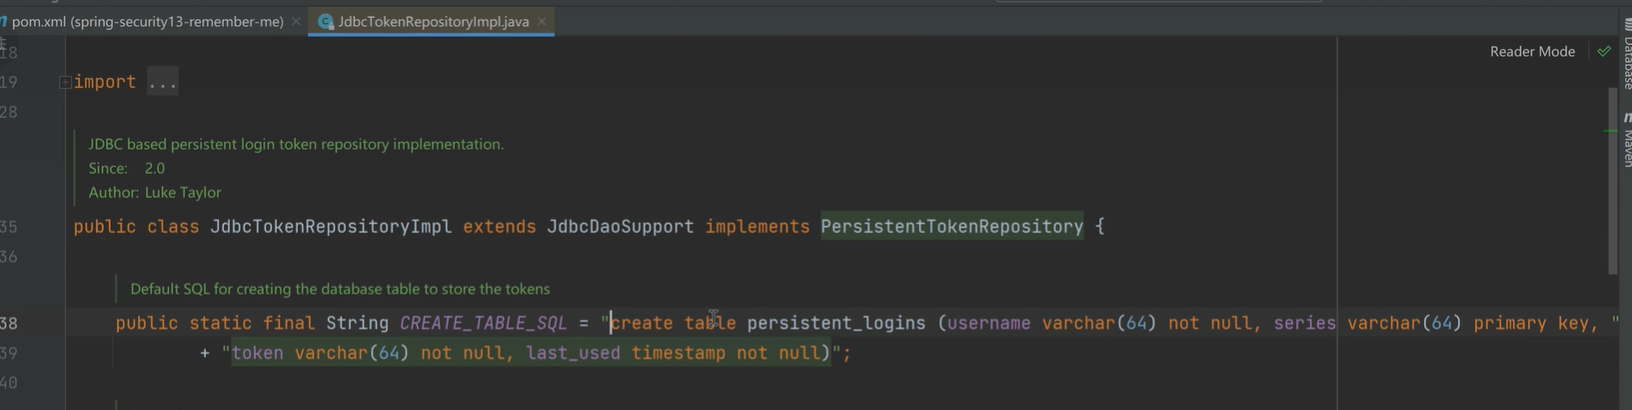 pom.xml (spring-security13-remember-me) × JdbcTokenRepositoryImpl.java ×
Reader Mode
18
19 import ...
28
JDBC based persistent login token repository implementation.
Since: 2.0
Author: Luke Taylor
35 public class JdbcTokenRepositoryImpl extends JdbcDaoSupport implements PersistentTokenRepository {
36
Default SQL for creating the database table to store the tokens
38 public static final String CREATE_TABLE_SQL = "create table persistent_logins (username varchar(64) not null, series varchar(64) primary key, "
39 + "token varchar(64) not null, last_used timestamp not null)";
40
Database
Maven